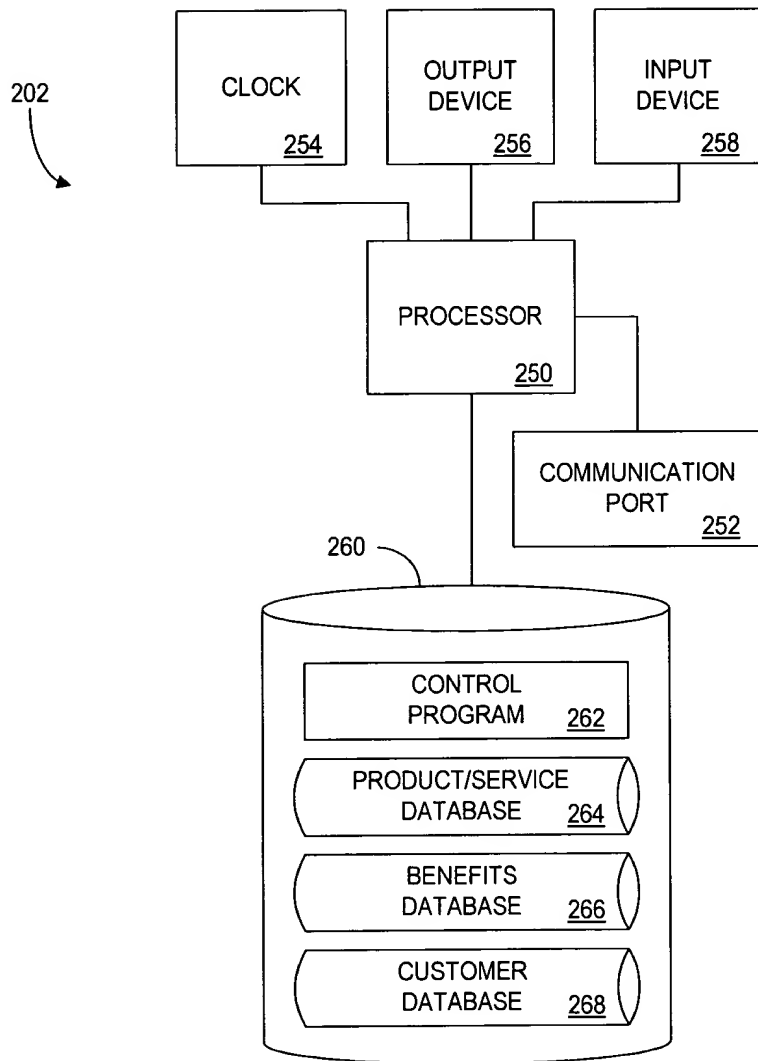 202
CLOCK
254
OUTPUT
DEVICE
256
INPUT
DEVICE
258
PROCESSOR
250
COMMUNICATION
PORT
252
260
CONTROL
PROGRAM
262
PRODUCT/SERVICE
DATABASE
264
BENEFITS
DATABASE
266
CUSTOMER
DATABASE
268